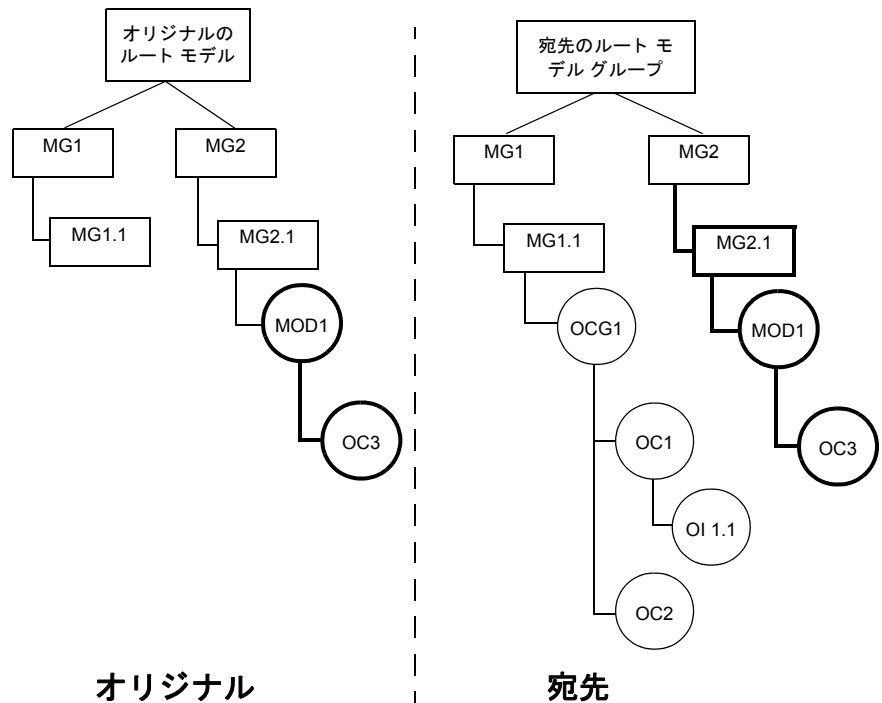 オリジナルの
ルート モデル
MG1
MG2
MG1.1
MG2.1
MOD1
OC3
オリジナル
宛先のルート モ
デル グループ
MG1
MG2
MG1.1
MG2.1
OCG1
MOD1
OC1
OC3
OI 1.1
OC2
宛先